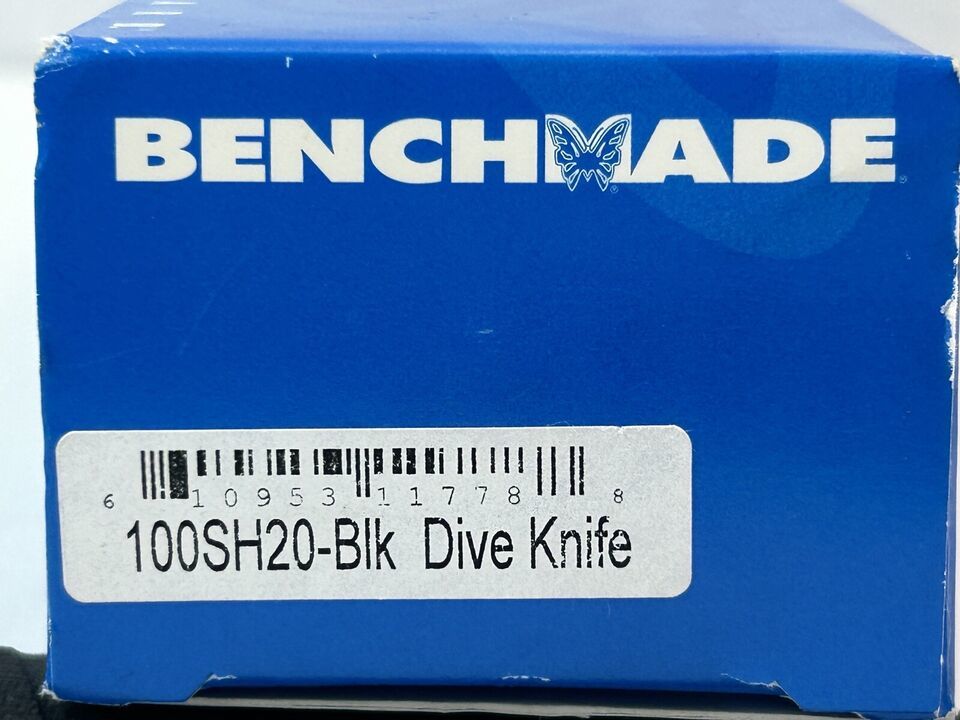 BENCHMADE
6 10953 11778 8
100SH20-Blk Dive Knife